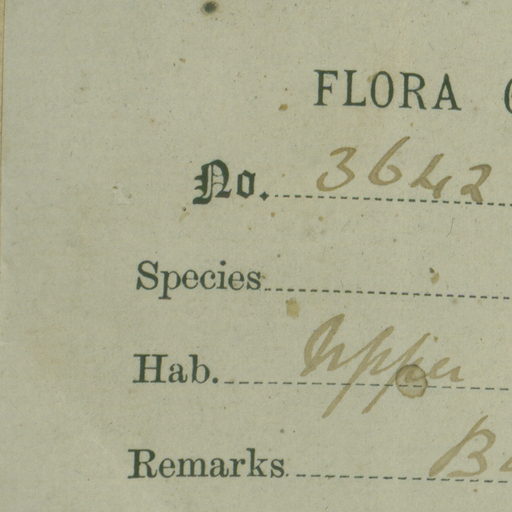 FLORA
No. 3642
Species
Hab. Upper
Remarks